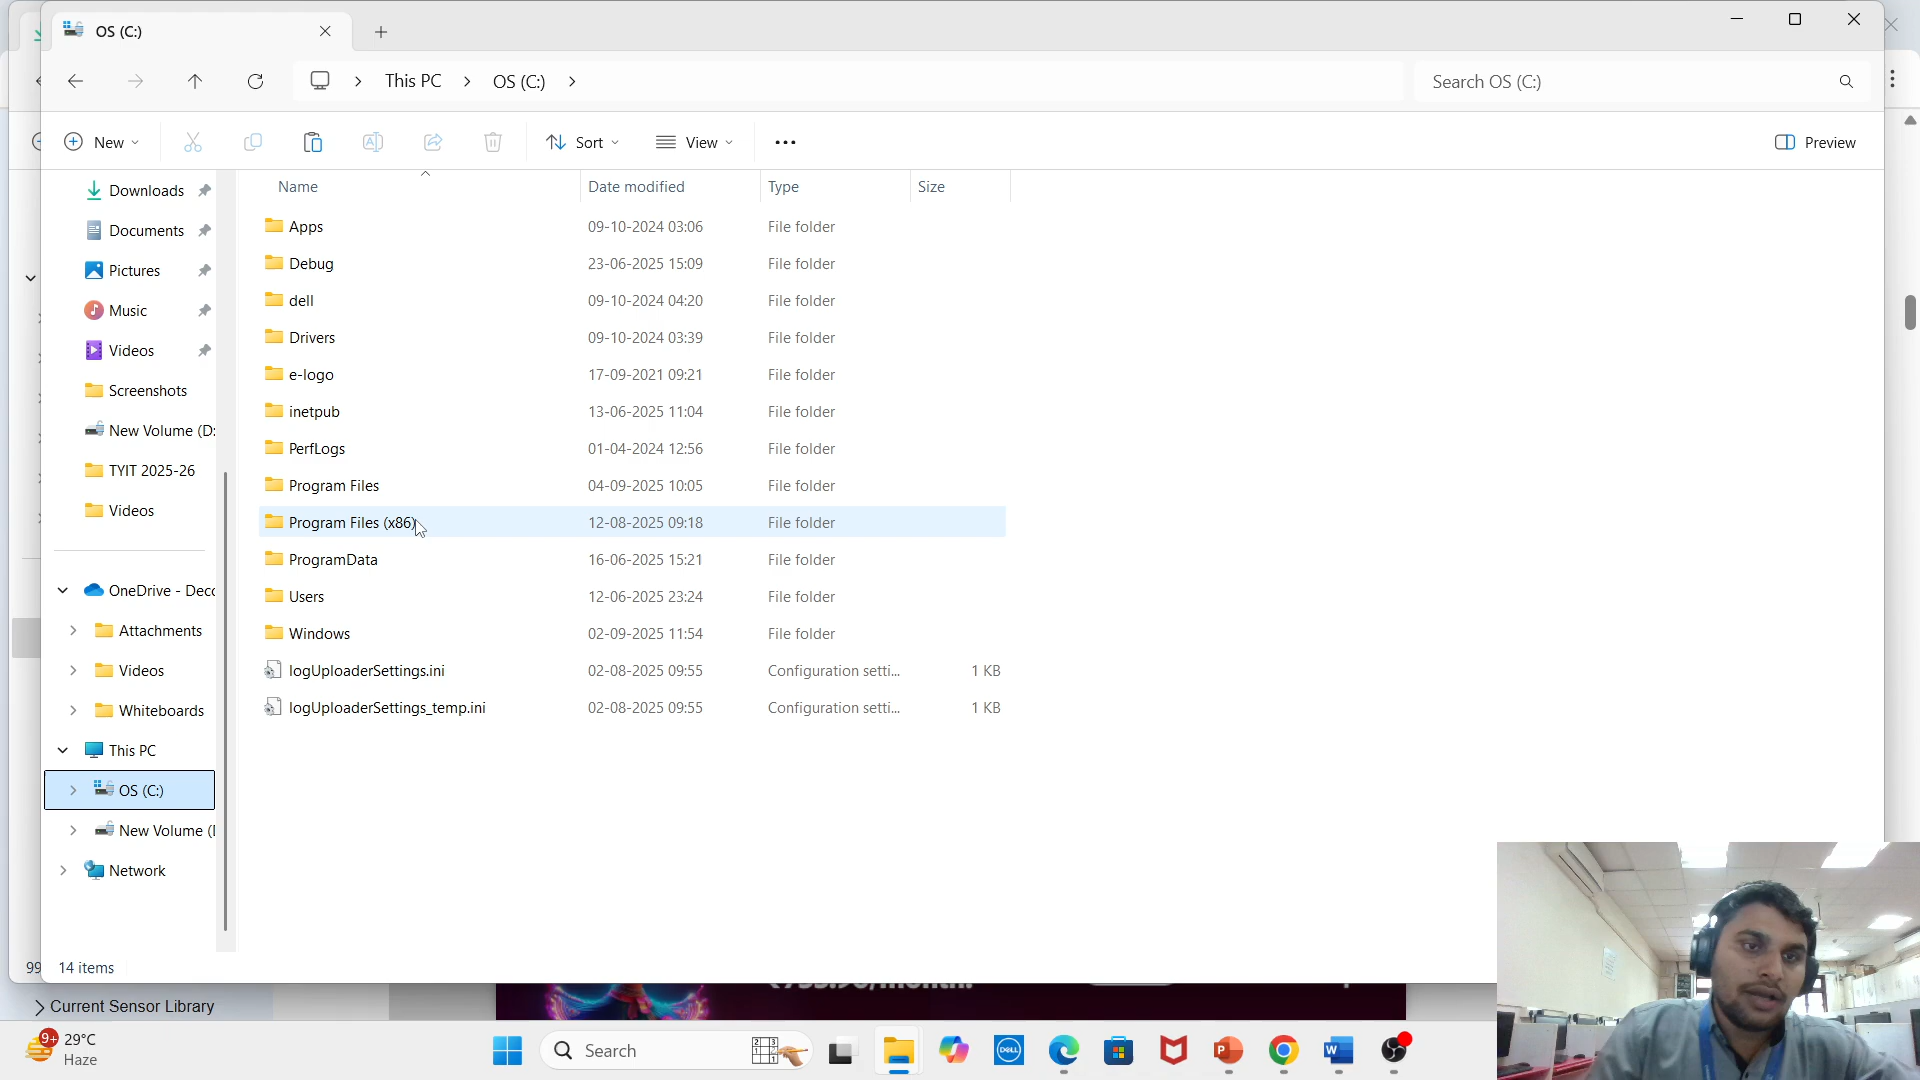 OS (C:)
This PC
OS (C:)
Search OS (C:)
New
Sort
View
Preview
Name
Date modified
Type
Size
Downloads
Documents
Pictures
Music
Videos
Screenshots
New Volume (D:
TYIT 2025-26
Videos
OneDrive - Deco
Attachments
Videos
Whiteboards
This PC
OS (C:)
New Volume (
Network
Apps 09-10-2024 03:06 File folder
Debug 23-06-2025 15:09 File folder
dell 09-10-2024 04:20 File folder
Drivers 09-10-2024 03:39 File folder
e-logo 17-09-2021 09:21 File folder
inetpub 13-06-2025 11:04 File folder
PerfLogs 01-04-2024 12:56 File folder
Program Files 04-09-2025 10:05 File folder
Program Files (x86) 12-08-2025 09:18 File folder
ProgramData 16-06-2025 15:21 File folder
Users 12-06-2025 23:24 File folder
Windows 02-09-2025 11:54 File folder
logUploaderSettings.ini 02-08-2025 09:55 Configuration setti... 1 KB
logUploaderSettings_temp.ini 02-08-2025 09:55 Configuration setti... 1 KB
99
14 items
Current Sensor Library
9+
29°C
Haze
Search
DELL